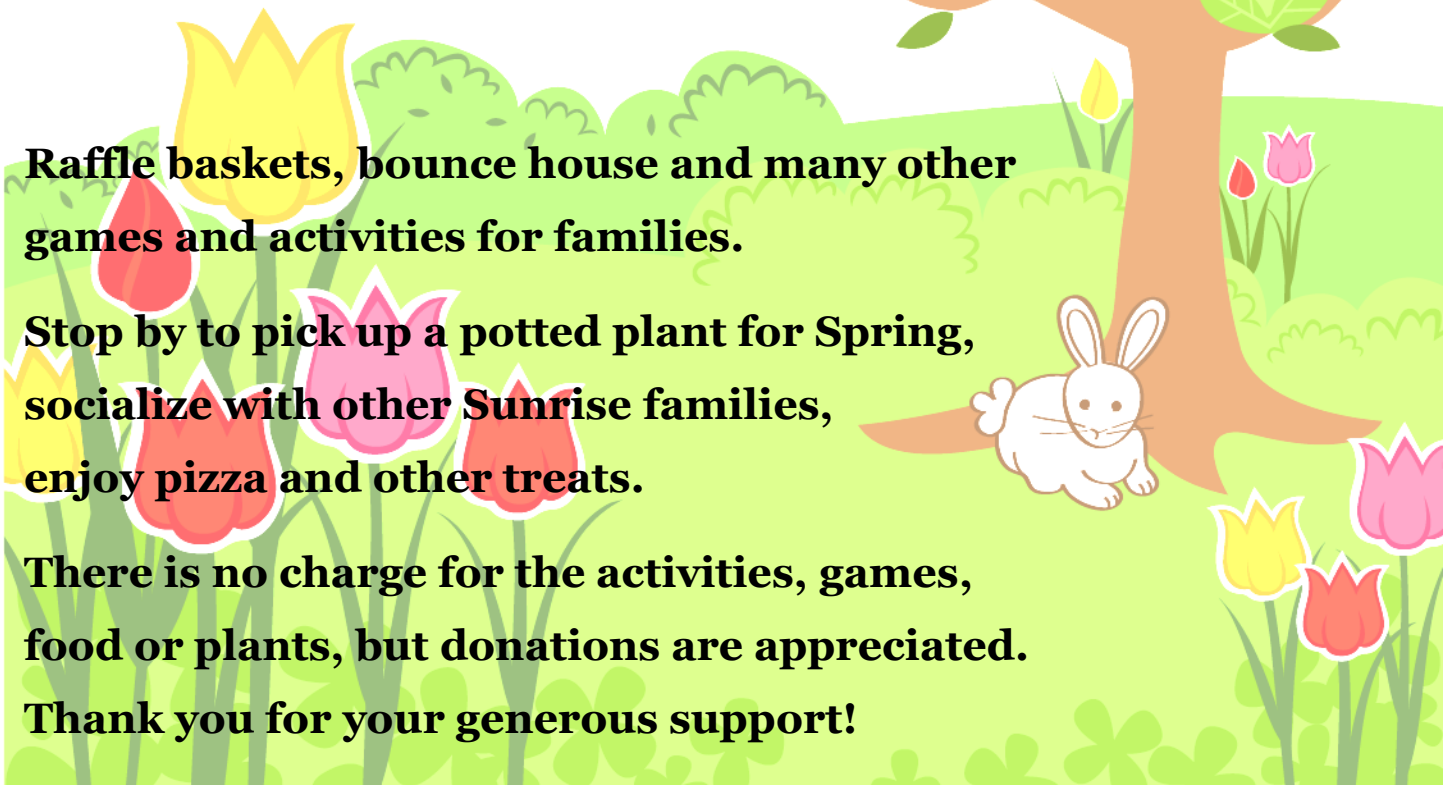 Raffle baskets, bounce house and many other
games and activities for families.
Stop by to pick up a potted plant for Spring,
socialize with other Sunrise families,
enjoy pizza and other treats.
There is no charge for the activities, games,
food or plants, but donations are appreciated.
Thank you for your generous support!